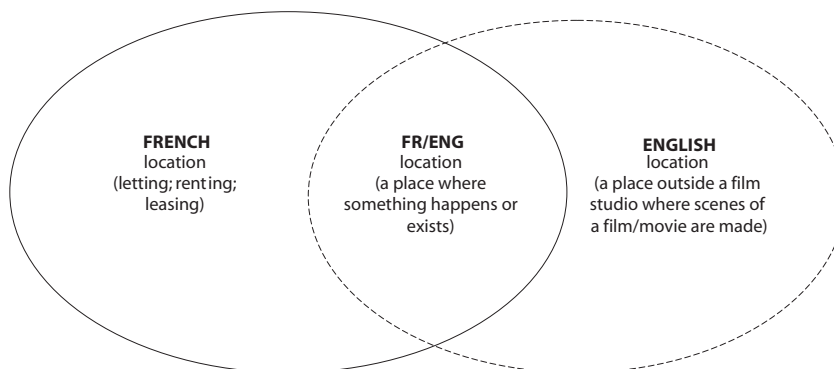 FRENCH
location
(letting; renting;
leasing)
FR/ENG
location
(a place where
something happens or
exists)
ENGLISH
location
(a place outside a film
studio where scenes of
a film/movie are made)